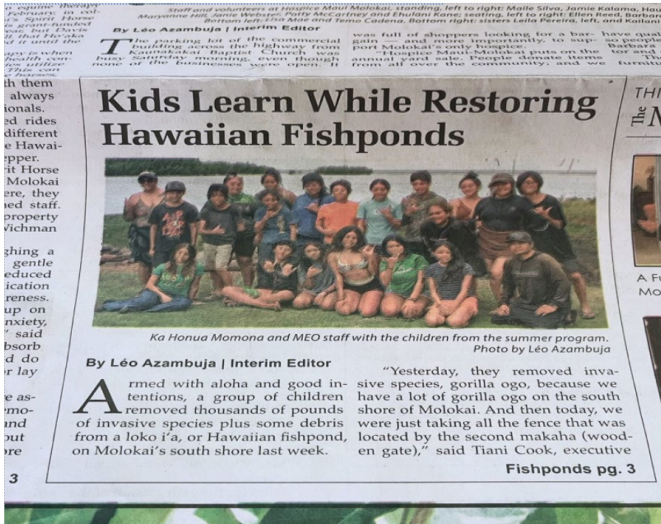 Staff and volunteers at Hospice Maui Molokai, standing, left to right: Maile Silva, Jamie Kalama,
Maryanne Hill, Janie Webster, Patty McCartney and Ehulani Kane; seating, left to right: Ellen Reed,
Bottom left: Lisa Mae and Tema Cadena. Bottom right: sisters Leila Pereira, left, and
By Léo Azambuja | Interim Editor
The parking lot of the commercial
building across the highway from
Kaunakakai Baptist Church was
busy Saturday morning, even though
none of the businesses were open. It
was full of shoppers looking for a bar-
gain — and more importantly, to sup-
port Molokai's only hospice.
"Hospice Maui-Molokai puts on the
annual yard sale. People donate items
from all over the community, and we
Kids Learn While Restoring
Hawaiian Fishponds
Ka Honua Momona and MEO staff with the children from the summer program.
Photo by Léo Azambuja
By Léo Azambuja | Interim Editor
Armed with aloha and good in-
tentions, a group of children
removed thousands of pounds
of invasive species plus some debris
from a loko i'a, or Hawaiian fishpond,
on Molokai's south shore last week.
"Yesterday, they removed inva-
sive species, gorilla ogo, because we
have a lot of gorilla ogo on the south
shore of Molokai. And then today, we
were just taking all the fence that was
located by the second makaha (wood-
en gate)," said Tiani Cook, executive
Fishponds pg. 3
3